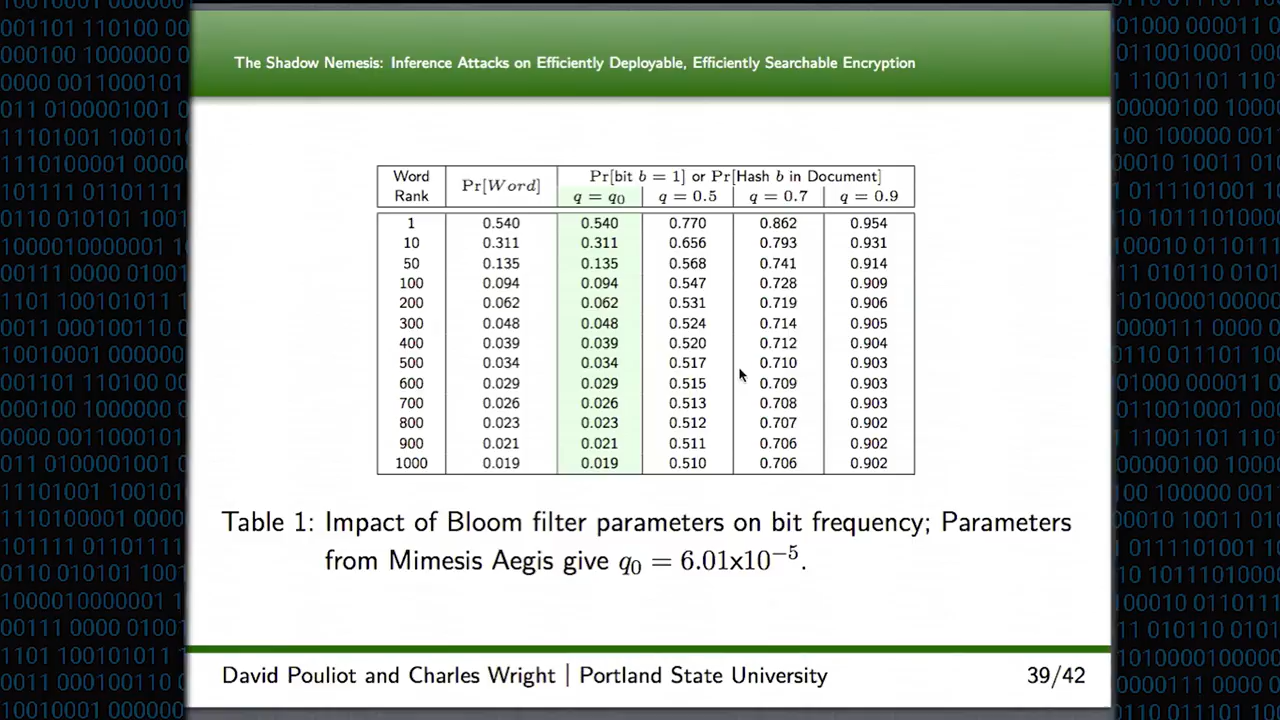 The Shadow Nemesis: Inference Attacks on Efficiently Deployable, Efficiently Searchable Encryption
Word Rank Pr[Word] Pr[bit b = 1] or Pr[Hash b in Document]
q = q₀ q = 0.5 q = 0.7 q = 0.9
1 0.540 0.540 0.770 0.862 0.954
10 0.311 0.311 0.656 0.793 0.931
50 0.135 0.135 0.568 0.741 0.914
100 0.094 0.094 0.547 0.728 0.909
200 0.062 0.062 0.531 0.719 0.906
300 0.048 0.048 0.524 0.714 0.905
400 0.039 0.039 0.520 0.712 0.904
500 0.034 0.034 0.517 0.710 0.903
600 0.029 0.029 0.515 0.709 0.903
700 0.026 0.026 0.513 0.708 0.903
800 0.023 0.023 0.512 0.707 0.902
900 0.021 0.021 0.511 0.706 0.902
1000 0.019 0.019 0.510 0.706 0.902
Table 1: Impact of Bloom filter parameters on bit frequency; Parameters
from Mimesis Aegis give q₀ = 6.01x10⁻⁵.
David Pouliot and Charles Wright | Portland State University 39/42